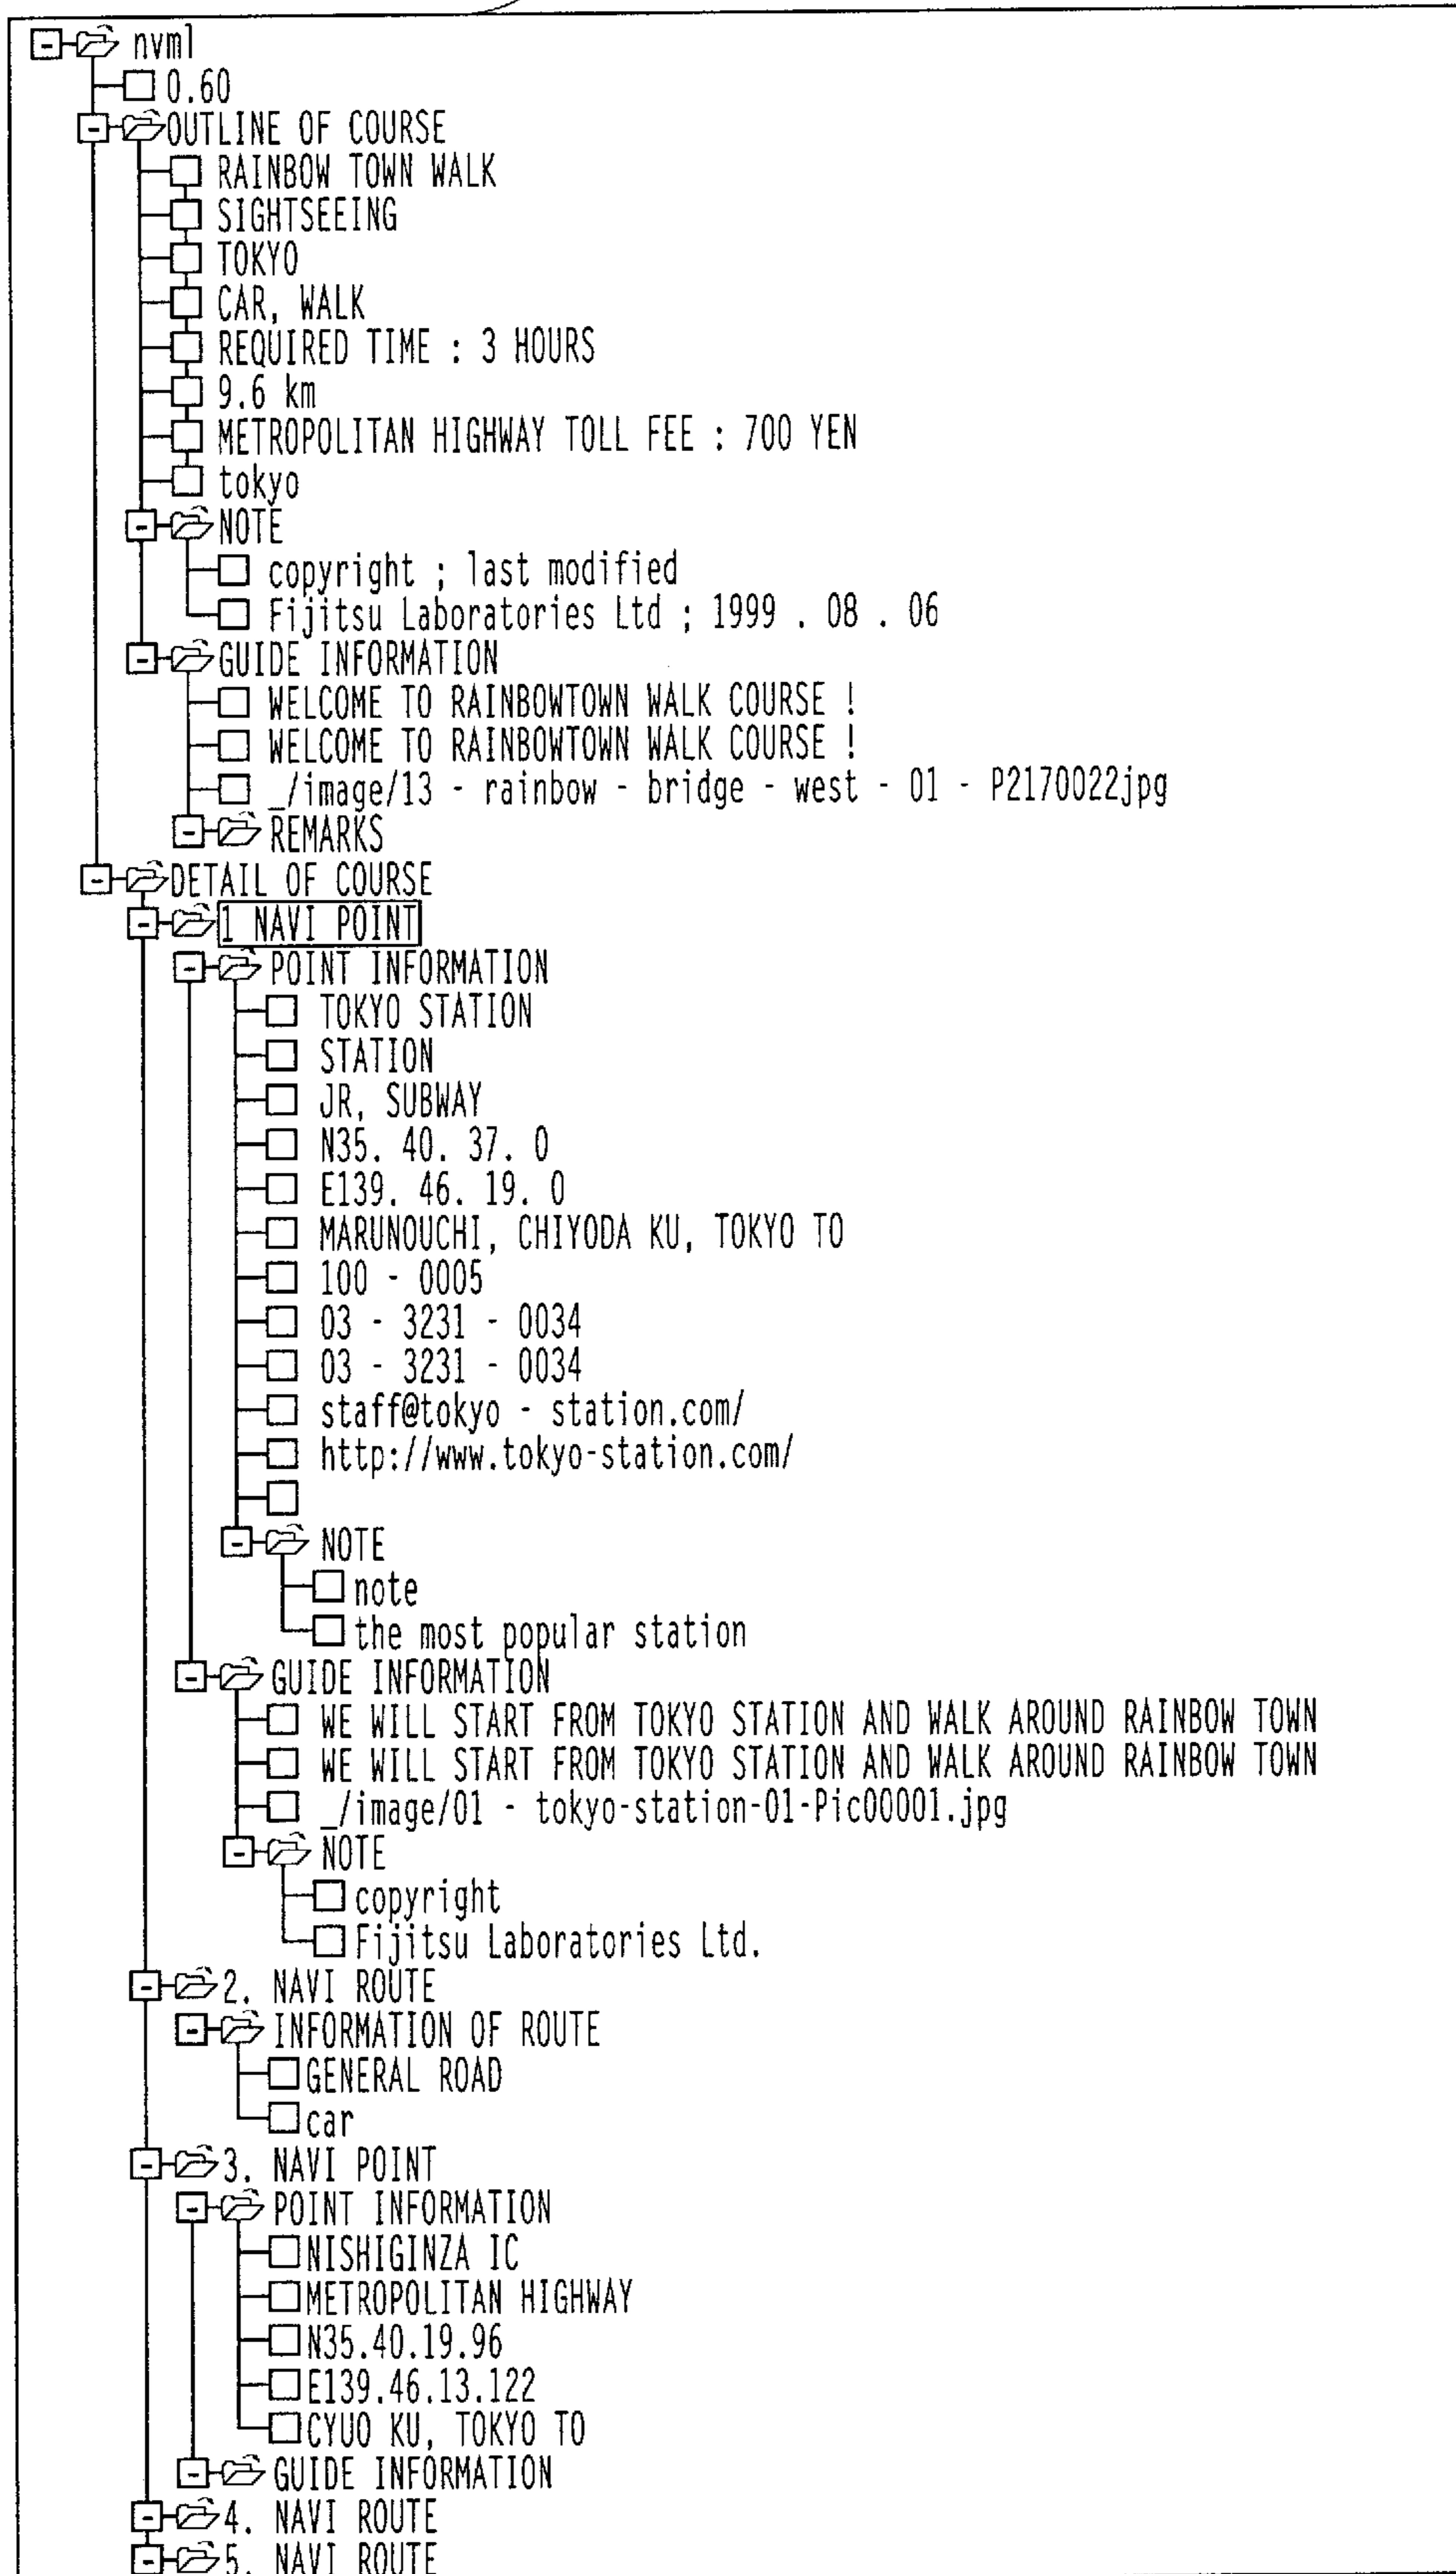 nvml
0.60
OUTLINE OF COURSE
RAINBOW TOWN WALK
SIGHTSEEING
TOKYO
CAR, WALK
REQUIRED TIME : 3 HOURS
9.6 km
METROPOLITAN HIGHWAY TOLL FEE : 700 YEN
tokyo
NOTE
copyright ; last modified
Fijitsu Laboratories Ltd ; 1999 . 08 . 06
GUIDE INFORMATION
WELCOME TO RAINBOWTOWN WALK COURSE !
WELCOME TO RAINBOWTOWN WALK COURSE !
_/image/13 - rainbow - bridge - west - 01 - P2170022jpg
REMARKS
DETAIL OF COURSE
1 NAVI POINT
POINT INFORMATION
TOKYO STATION
STATION
JR, SUBWAY
N35. 40. 37. 0
E139. 46. 19. 0
MARUNOUCHI, CHIYODA KU, TOKYO TO
100 - 0005
03 - 3231 - 0034
03 - 3231 - 0034
staff@tokyo - station.com/
http://www.tokyo-station.com/
NOTE
note
the most popular station
GUIDE INFORMATION
WE WILL START FROM TOKYO STATION AND WALK AROUND RAINBOW TOWN
WE WILL START FROM TOKYO STATION AND WALK AROUND RAINBOW TOWN
_/image/01 - tokyo-station-01-Pic00001.jpg
NOTE
copyright
Fijitsu Laboratories Ltd.
2. NAVI ROUTE
INFORMATION OF ROUTE
GENERAL ROAD
car
3. NAVI POINT
POINT INFORMATION
NISHIGINZA IC
METROPOLITAN HIGHWAY
N35.40.19.96
E139.46.13.122
CYUO KU, TOKYO TO
GUIDE INFORMATION
4. NAVI ROUTE
5. NAVI ROUTE